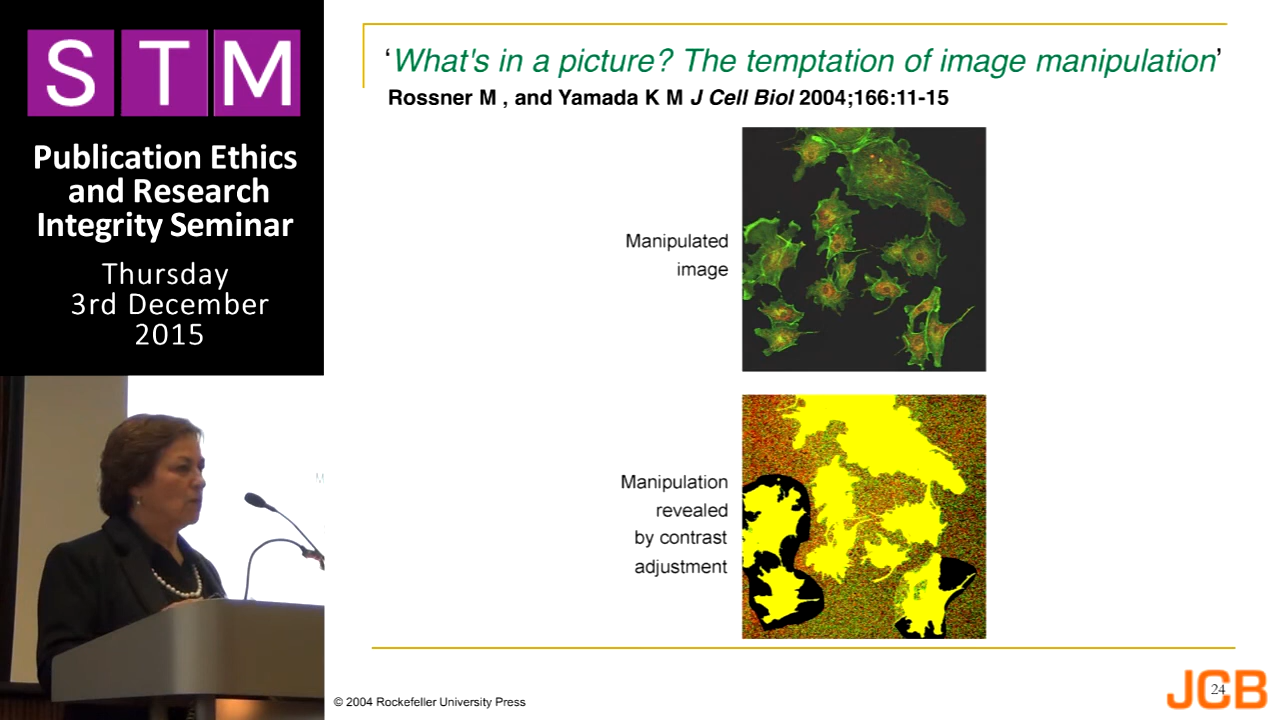 STM
Publication Ethics
and Research
Integrity Seminar
Thursday
3rd December
2015
‘What's in a picture? The temptation of image manipulation’
Rossner M , and Yamada K M J Cell Biol 2004;166:11-15
Manipulated
image
Manipulation
revealed
by contrast
adjustment
© 2004 Rockefeller University Press
JCB
24